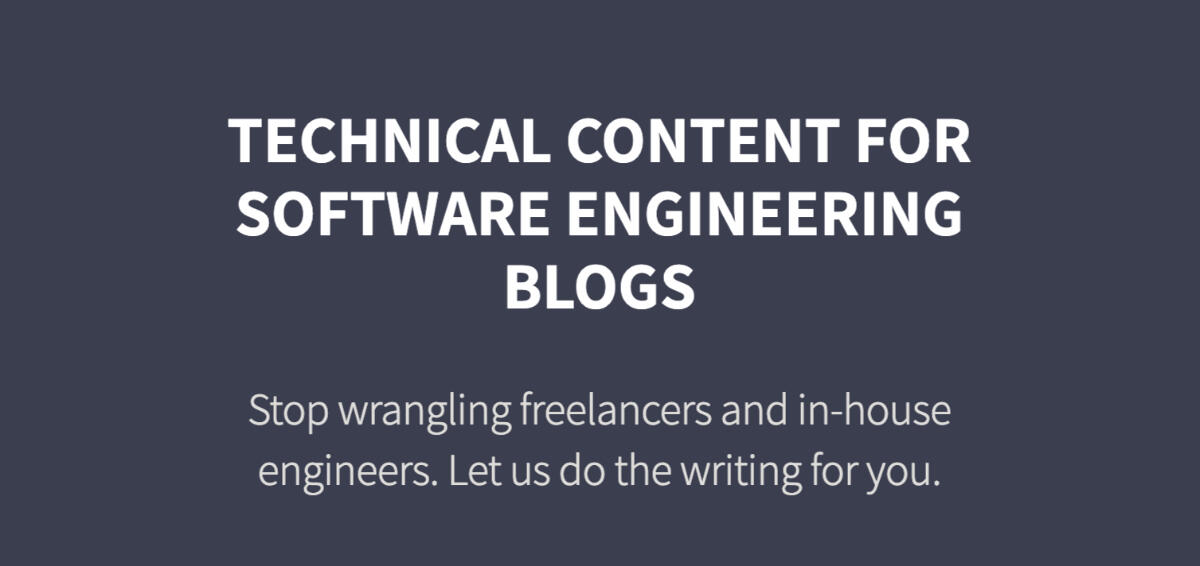 TECHNICAL CONTENT FOR
SOFTWARE ENGINEERING
BLOGS
Stop wrangling freelancers and in-house
engineers. Let us do the writing for you.